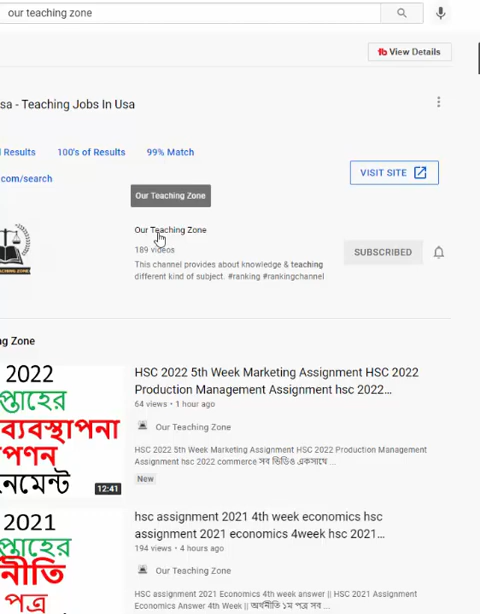 our teaching zone
View Details
sa - Teaching Jobs In Usa
Results
100's of Results
99% Match
com/search
VISIT SITE
Our Teaching Zone
Our Teaching Zone
189 videos
SUBSCRIBED
This channel provides about knowledge & teaching
different kind of subject. #ranking #rankingchannel
ng Zone
2022
প্তাহের
ব্যবস্থাপনা
পণন
নেমেন্ট
12:41
HSC 2022 5th Week Marketing Assignment HSC 2022
Production Management Assignment hsc 2022...
64 views • 1 hour ago
Our Teaching Zone
HSC 2022 5th Week Marketing Assignment HSC 2022 Production Management
Assignment hsc 2022 commerce সব ভিডিও একসাথে ...
New
2021
প্তাহের
নীতি
পত্র
hsc assignment 2021 4th week economics hsc
assignment 2021 economics 4week hsc 2021...
194 views • 4 hours ago
Our Teaching Zone
HSC assignment 2021 Economics 4th Week answer || HSC 2021 Assignment
Economics Answer 4th Week || অর্থনীতি ১ম পত্র সব ...